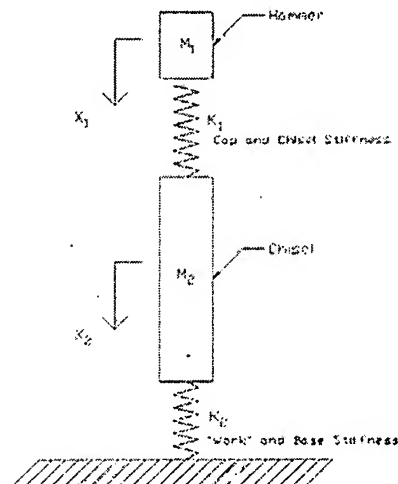 Hammer
M1
X1
K1
Cap and Chisel Stiffness
Chisel
M2
X2
K2
"Work" and Base Stiffness